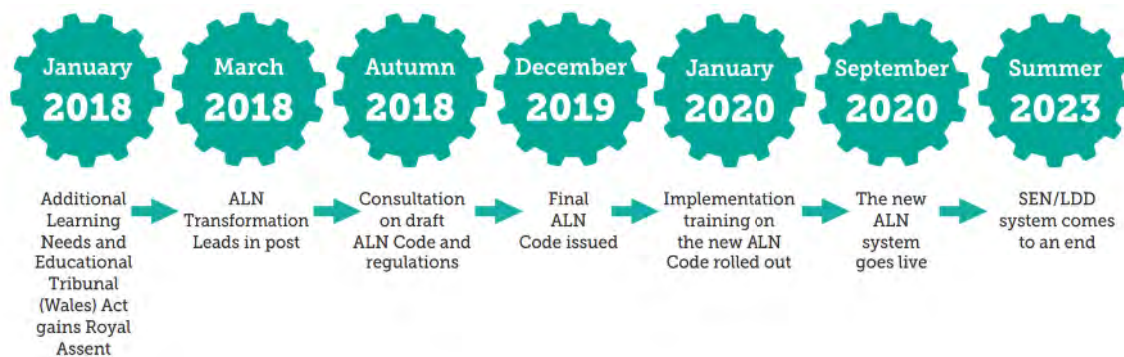 January
2018
March
2018
Autumn
2018
December
2019
January
2020
September
2020
Summer
2023
Additional
Learning
Needs and
Educational
Tribunal
(Wales) Act
gains Royal
Assent
ALN
Transformation
Leads in post
Consultation
on draft
ALN Code and
regulations
Final
ALN
Code issued
Implementation
training on
the new ALN
Code rolled out
The new
ALN
system
goes live
SEN/LDD
system comes
to an end